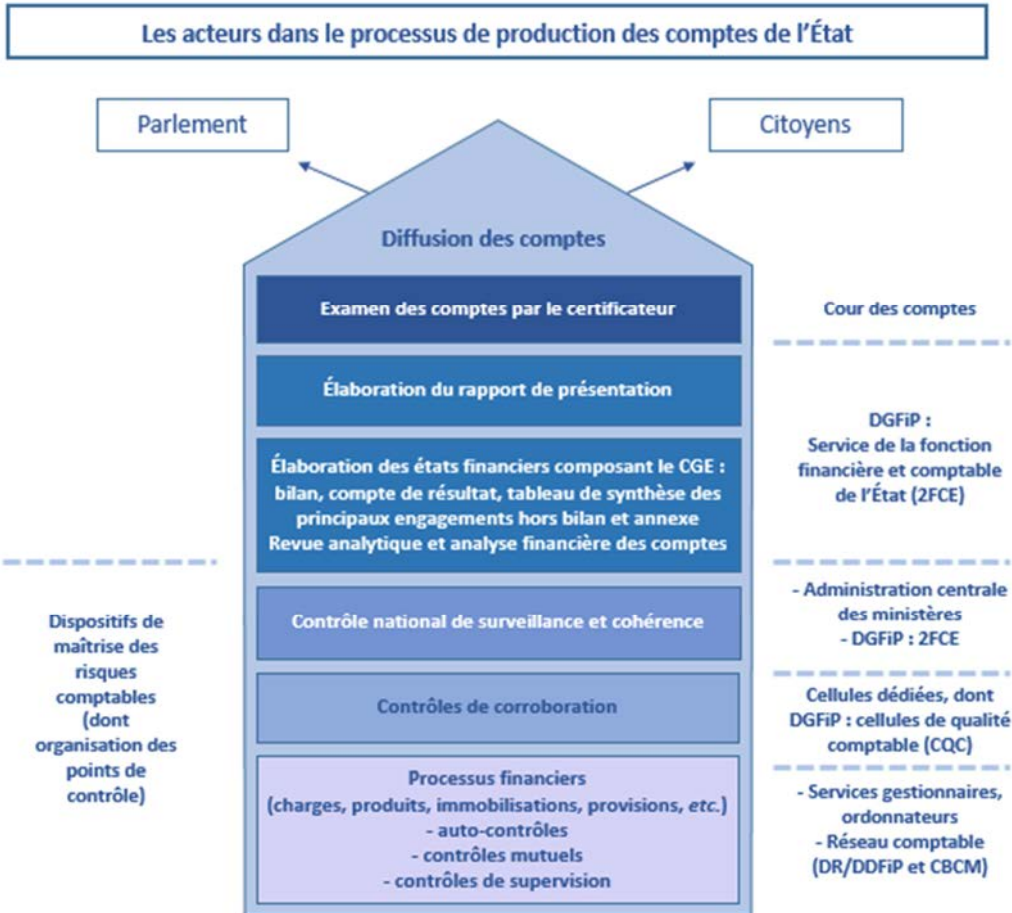 Les acteurs dans le processus de production des comptes de l'État
Parlement
Citoyens
Diffusion des comptes
Examen des comptes par le certificateur
Cour des comptes
Élaboration du rapport de présentation
Élaboration des états financiers composant le CGE :
bilan, compte de résultat, tableau de synthèse des
principaux engagements hors bilan et annexe
Revue analytique et analyse financière des comptes
DGFiP :
Service de la fonction
financière et comptable
de l'État (2FCE)
Dispositifs de
maîtrise des
risques
comptables
(dont
organisation des
points de
contrôle)
Contrôle national de surveillance et cohérence
- Administration centrale
des ministères
- DGFiP : 2FCE
Contrôles de corroboration
Cellules dédiées, dont
DGFiP : cellules de qualité
comptable (CQC)
Processus financiers
(charges, produits, immobilisations, provisions, etc.)
- auto-contrôles
- contrôles mutuels
- contrôles de supervision
- Services gestionnaires,
ordonnateurs
- Réseau comptable
(DR/DDFiP et CBCM)